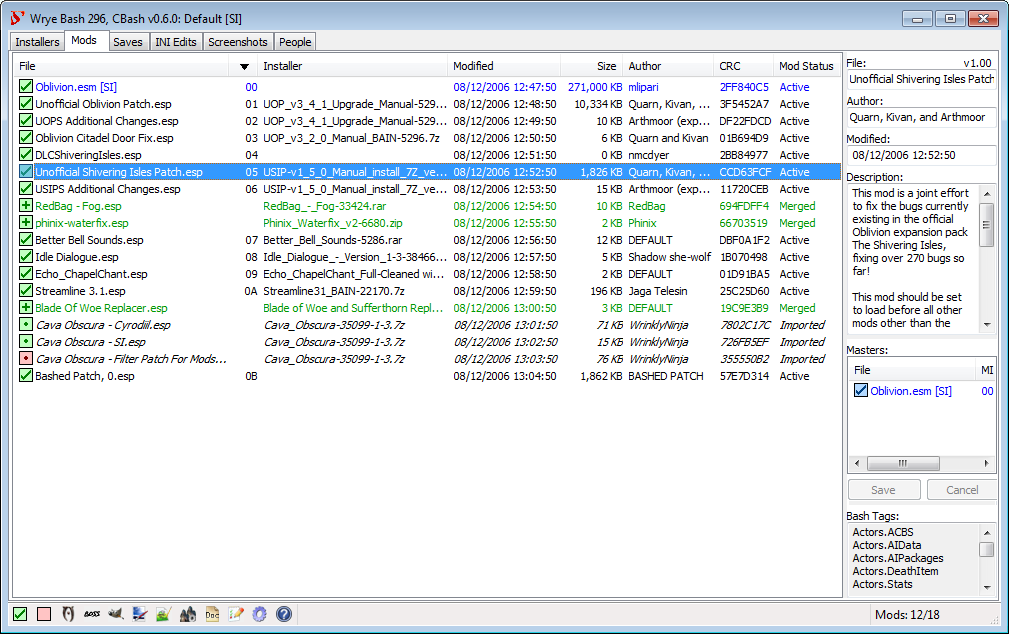 Wrye Bash 296, CBash v0.6.0: Default [SI]
Installers Mods Saves INI Edits Screenshots People
File Installer Modified Size Author CRC Mod Status
Oblivion.esm [SI] 00 08/12/2006 12:47:50 271,000 KB mlipari 2FF840C5 Active
Unofficial Oblivion Patch.esp 01 UOP_v3_4_1_Upgrade_Manual-529... 08/12/2006 12:48:50 10,334 KB Quarn, Kivan, ... 3F5452A7 Active
UOPS Additional Changes.esp 02 UOP_v3_4_1_Upgrade_Manual-529... 08/12/2006 12:49:50 10 KB Arthmoor (exp... DF22FDCD Active
Oblivion Citadel Door Fix.esp 03 UOP_v3_2_0_Manual_BAIN-5296.7z 08/12/2006 12:50:50 6 KB Quarn and Kivan 01B694D9 Active
DLCShiveringIsles.esp 04 08/12/2006 12:51:50 0 KB nmcdyer 2BB84977 Active
Unofficial Shivering Isles Patch.esp 05 USIP-v1_5_0_Manual_install_7Z_ve... 08/12/2006 12:52:50 1,826 KB Quarn, Kivan, ... CCD63FCF Active
USIPS Additional Changes.esp 06 USIP-v1_5_0_Manual_install_7Z_ve... 08/12/2006 12:53:50 15 KB Arthmoor (exp... 11720CEB Active
RedBag - Fog.esp RedBag_-_Fog-33424.rar 08/12/2006 12:54:50 10 KB RedBag 694FDFF4 Merged
phinix-waterfix.esp Phinix_Waterfix_v2-6680.zip 08/12/2006 12:55:50 2 KB Phinix 66703519 Merged
Better Bell Sounds.esp 07 Better_Bell_Sounds-5286.rar 08/12/2006 12:56:50 12 KB DEFAULT DBF0A1F2 Active
Idle Dialogue.esp 08 Idle_Dialogue_-_Version_1-3-38466... 08/12/2006 12:57:50 5 KB Shadow she-wolf 1B070498 Active
Echo_ChapelChant.esp 09 Echo_ChapelChant_Full-Cleaned wi... 08/12/2006 12:58:50 2 KB DEFAULT 01D91BA5 Active
Streamline 3.1.esp 0A Streamline31_BAIN-22170.7z 08/12/2006 12:59:50 196 KB Jaga Telesin 25C25D60 Active
Blade Of Woe Replacer.esp Blade of Woe and Sufferthorn Repl... 08/12/2006 13:00:50 3 KB DEFAULT 19C9E3B9 Merged
Cava Obscura - Cyrodiil.esp Cava_Obscura-35099-1-3.7z 08/12/2006 13:01:50 71 KB WrinklyNinja 7802C17C Imported
Cava Obscura - SI.esp Cava_Obscura-35099-1-3.7z 08/12/2006 13:02:50 15 KB WrinklyNinja 726FB5EF Imported
Cava Obscura - Filter Patch For Mods... Cava_Obscura-35099-1-3.7z 08/12/2006 13:03:50 76 KB WrinklyNinja 355550B2 Imported
Bashed Patch, 0.esp 0B 08/12/2006 13:04:50 1,862 KB BASHED PATCH 57E7D314 Active
File: v1.00
Unofficial Shivering Isles Patch
Author:
Quarn, Kivan, and Arthmoor
Modified:
08/12/2006 12:52:50
Description:
This mod is a joint effort
to fix the bugs currently
existing in the official
Oblivion expansion pack
The Shivering Isles,
fixing over 270 bugs so
far!
This mod should be set
to load before all other
mods other than the
Masters:
File MI
Oblivion.esm [SI] 00
Save Cancel
Bash Tags:
Actors.ACBS
Actors.AIData
Actors.AIPackages
Actors.DeathItem
Actors.Stats
BOSS Doc
Mods: 12/18